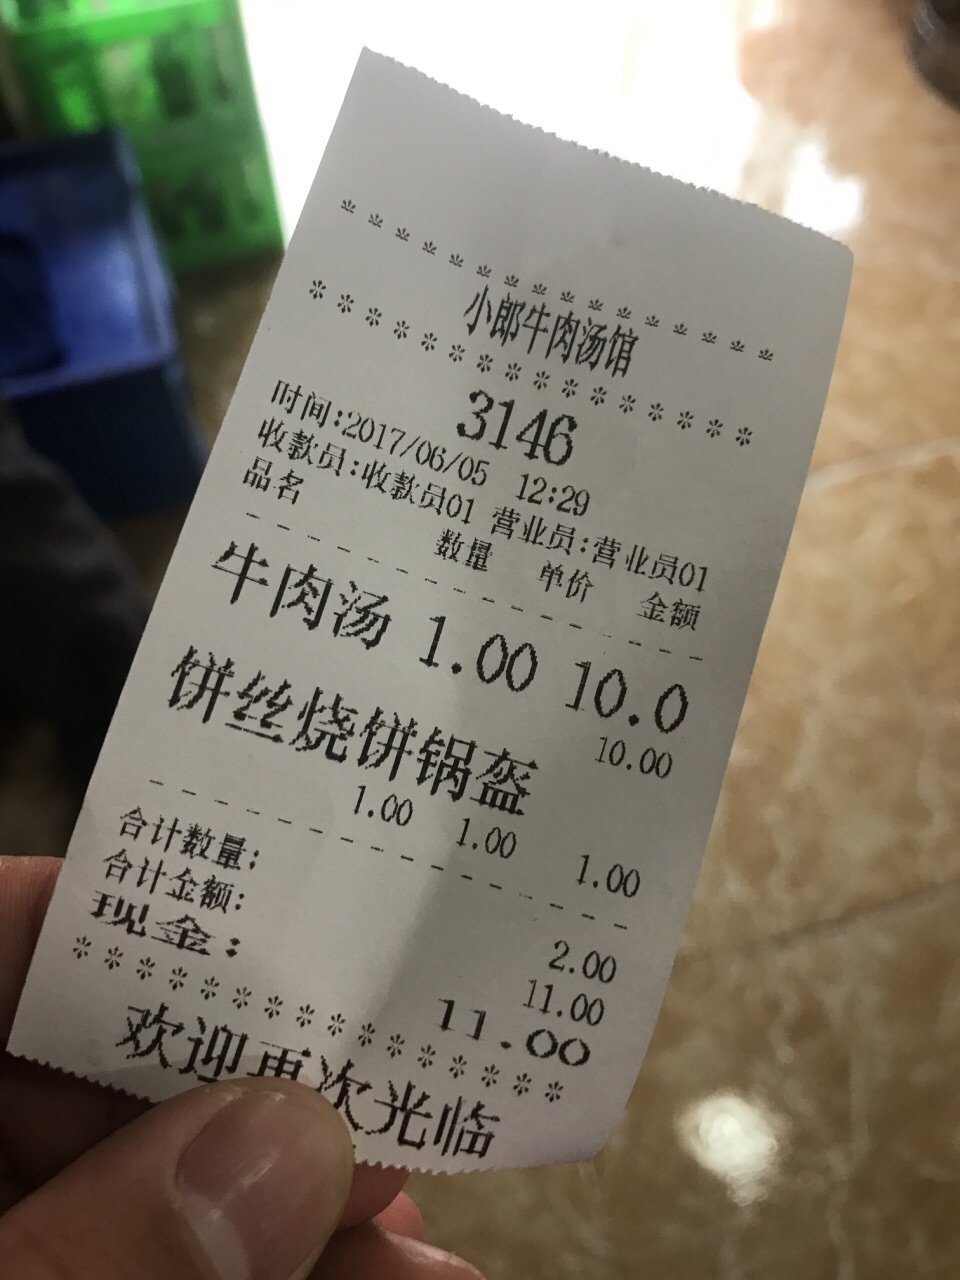 * * * * * * * * * * * * * * * *
小郎牛肉汤馆
* * * * * * * * * * * * * * * *
3146
时间:2017/06/05 12:29
收款员:收款员01 营业员:营业员01
品名 数量 单价 金额
- - - - - - - - - - - - - - - -
牛肉汤 1.00 10.0
10.00
饼丝烧饼锅盔
1.00 1.00 1.00
- - - - - - - - - - - - - - - -
合计数量: 2.00
合计金额: 11.00
现金: 11.00
* * * * * * * * * * * * * * * *
欢迎再次光临